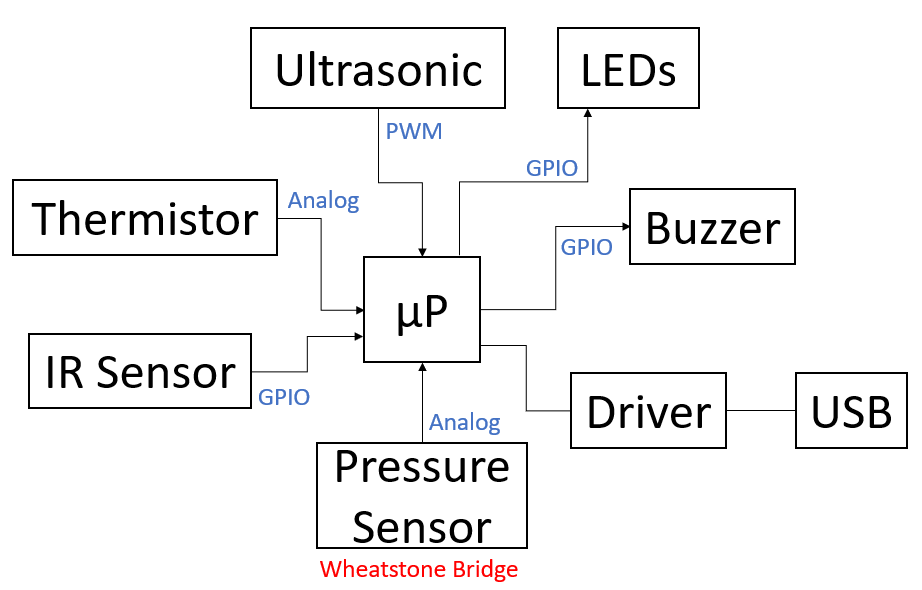 Ultrasonic
LEDs
PWM
GPIO
Thermistor
Analog
Buzzer
GPIO
µP
IR Sensor
GPIO
Driver
USB
Analog
Pressure
Sensor
Wheatstone Bridge